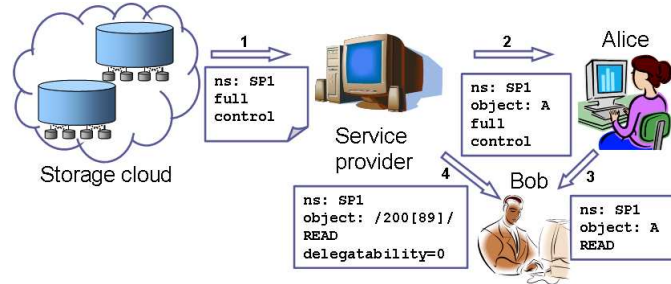 1
2
Alice
ns: SP1
full
control
ns: SP1
object: A
full
control
Storage cloud
Service
provider
4
Bob
3
ns: SP1
object: /200[89]/
READ
delegatability=0
ns: SP1
object: A
READ